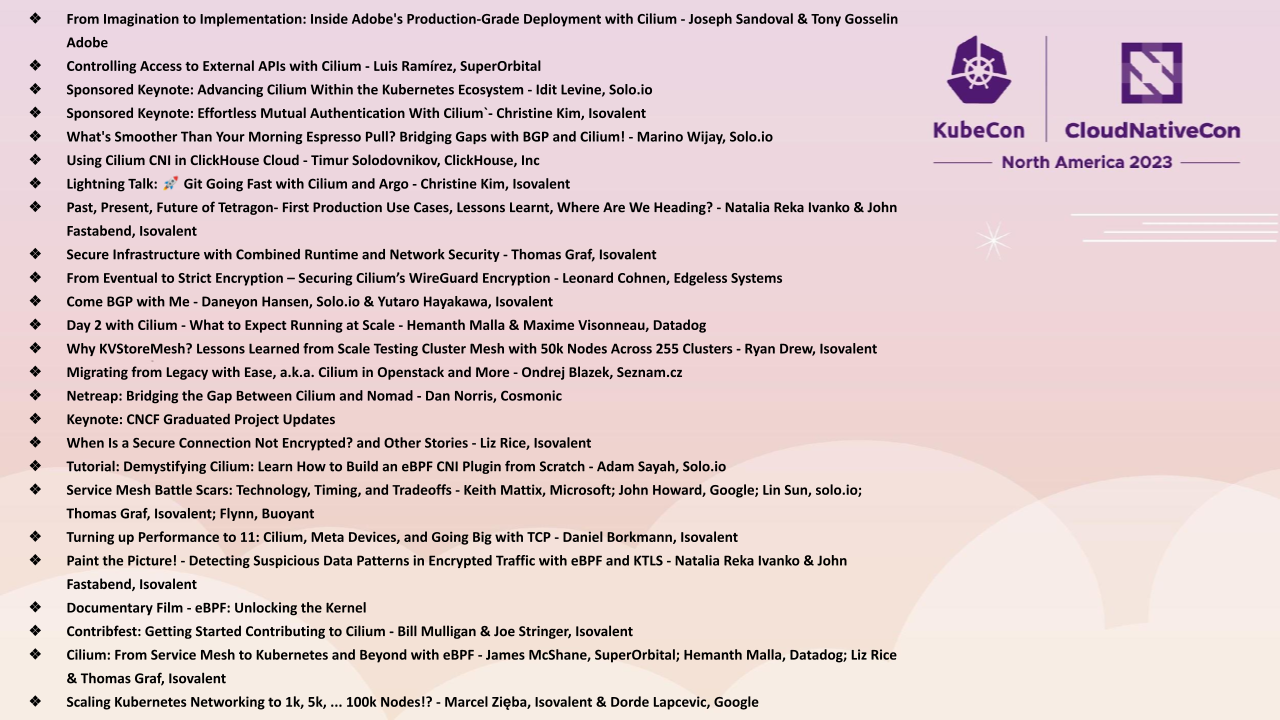 ❖ From Imagination to Implementation: Inside Adobe's Production-Grade Deployment with Cilium - Joseph Sandoval & Tony Gosselin
Adobe
❖ Controlling Access to External APIs with Cilium - Luis Ramírez, SuperOrbital
❖ Sponsored Keynote: Advancing Cilium Within the Kubernetes Ecosystem - Idit Levine, Solo.io
❖ Sponsored Keynote: Effortless Mutual Authentication With Cilium`- Christine Kim, Isovalent
❖ What's Smoother Than Your Morning Espresso Pull? Bridging Gaps with BGP and Cilium! - Marino Wijay, Solo.io
❖ Using Cilium CNI in ClickHouse Cloud - Timur Solodovnikov, ClickHouse, Inc
❖ Lightning Talk: 🚀 Git Going Fast with Cilium and Argo - Christine Kim, Isovalent
❖ Past, Present, Future of Tetragon- First Production Use Cases, Lessons Learnt, Where Are We Heading? - Natalia Reka Ivanko & John
Fastabend, Isovalent
❖ Secure Infrastructure with Combined Runtime and Network Security - Thomas Graf, Isovalent
❖ From Eventual to Strict Encryption – Securing Cilium’s WireGuard Encryption - Leonard Cohnen, Edgeless Systems
❖ Come BGP with Me - Daneyon Hansen, Solo.io & Yutaro Hayakawa, Isovalent
❖ Day 2 with Cilium - What to Expect Running at Scale - Hemanth Malla & Maxime Visonneau, Datadog
❖ Why KVStoreMesh? Lessons Learned from Scale Testing Cluster Mesh with 50k Nodes Across 255 Clusters - Ryan Drew, Isovalent
❖ Migrating from Legacy with Ease, a.k.a. Cilium in Openstack and More - Ondrej Blazek, Seznam.cz
❖ Netreap: Bridging the Gap Between Cilium and Nomad - Dan Norris, Cosmonic
❖ Keynote: CNCF Graduated Project Updates
❖ When Is a Secure Connection Not Encrypted? and Other Stories - Liz Rice, Isovalent
❖ Tutorial: Demystifying Cilium: Learn How to Build an eBPF CNI Plugin from Scratch - Adam Sayah, Solo.io
❖ Service Mesh Battle Scars: Technology, Timing, and Tradeoffs - Keith Mattix, Microsoft; John Howard, Google; Lin Sun, solo.io;
Thomas Graf, Isovalent; Flynn, Buoyant
❖ Turning up Performance to 11: Cilium, Meta Devices, and Going Big with TCP - Daniel Borkmann, Isovalent
❖ Paint the Picture! - Detecting Suspicious Data Patterns in Encrypted Traffic with eBPF and KTLS - Natalia Reka Ivanko & John
Fastabend, Isovalent
❖ Documentary Film - eBPF: Unlocking the Kernel
❖ Contribfest: Getting Started Contributing to Cilium - Bill Mulligan & Joe Stringer, Isovalent
❖ Cilium: From Service Mesh to Kubernetes and Beyond with eBPF - James McShane, SuperOrbital; Hemanth Malla, Datadog; Liz Rice
& Thomas Graf, Isovalent
❖ Scaling Kubernetes Networking to 1k, 5k, ... 100k Nodes!? - Marcel Zięba, Isovalent & Dorde Lapcevic, Google
KubeCon CloudNativeCon
North America 2023